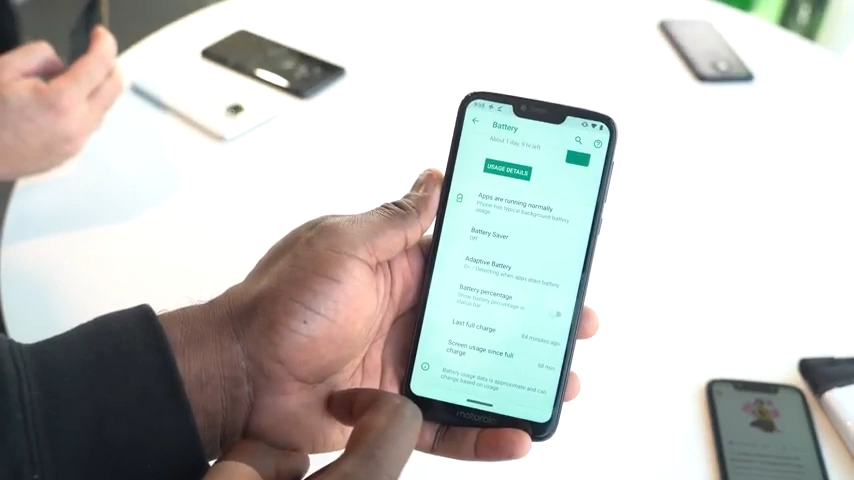 Battery
About 1 day, 9 hr left
USAGE DETAILS
Apps are running normally
Phone has typical background battery
usage
Battery Saver
Off
Adaptive Battery
On / Detecting when apps drain battery
Battery percentage
Show battery percentage in
status bar
Last full charge
64 minutes ago
Screen usage since full
charge
58 min
Battery usage data is approximate and can
change based on usage
motorola